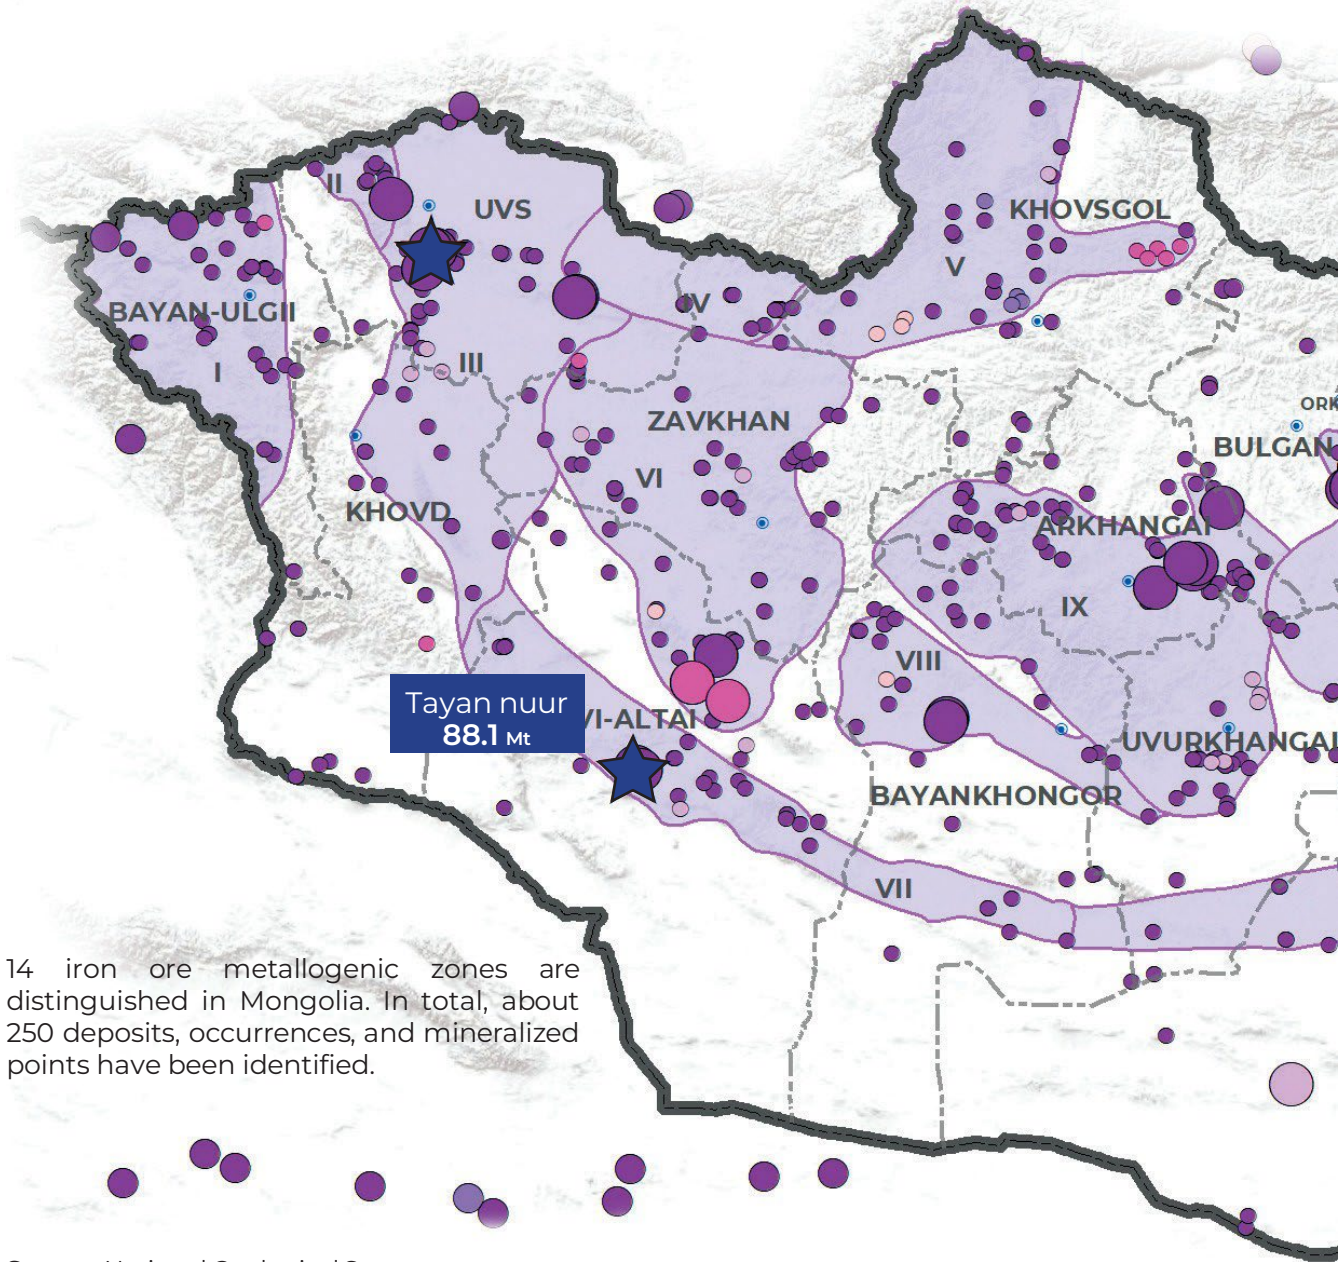 KHOVSGOL
II
UVS
V
BAYAN-ULGII
IV
I
III
ORK
ZAVKHAN
BULGAN
VI
KHOVD
ARKHANGAI
IX
VIII
Tayan nuur
88.1 Mt
VI-ALTAI
UVURKHANGAI
BAYANKHONGOR
VII
14 iron ore metallogenic zones are
distinguished in Mongolia. In total, about
250 deposits, occurrences, and mineralized
points have been identified.